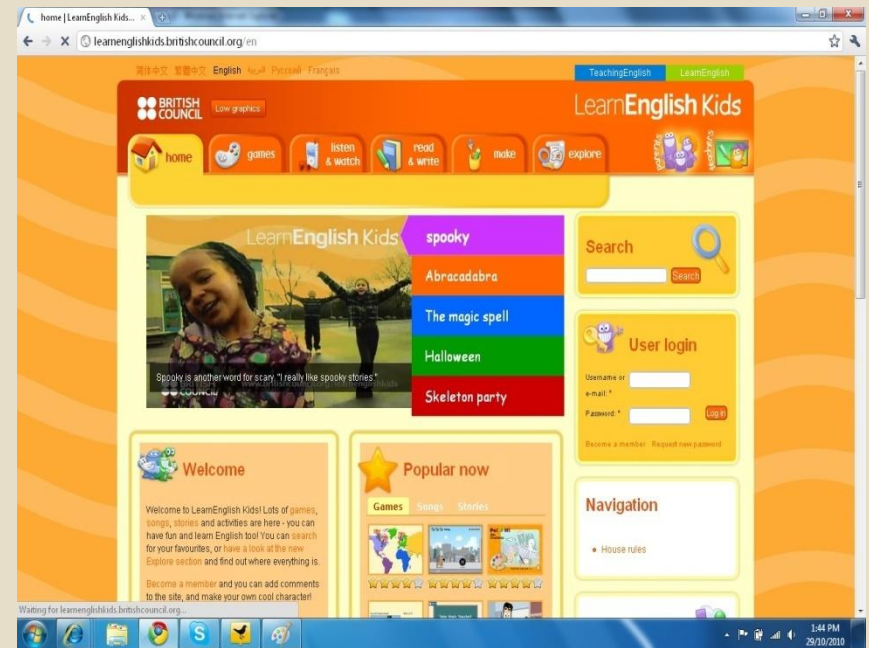 home | LearnEnglish Kids...
learnenglishkids.britishcouncil.org/en
简体中文 繁體中文 English العربية Русский Français
TeachingEnglish LearnEnglish
BRITISH
COUNCIL
Low graphics
LearnEnglish Kids
home
games
listen
& watch
read
& write
make
explore
parents
teachers
LearnEnglish Kids
spooky
Abracadabra
The magic spell
Halloween
Skeleton party
Spooky is another word for scary. "I really like spooky stories."
Search
Search
User login
Username or
e-mail: *
Password: *
Log in
Become a member Request new password
Welcome
Welcome to LearnEnglish Kids! Lots of games,
songs, stories and activities are here - you can
have fun and learn English too! You can search
for your favourites, or have a look at the new
Explore section and find out where everything is.
Become a member and you can add comments
to the site, and make your own cool character!
Popular now
Games Songs Stories
Navigation
House rules
Waiting for learnenglishkids.britishcouncil.org...
1:44 PM
29/10/2010